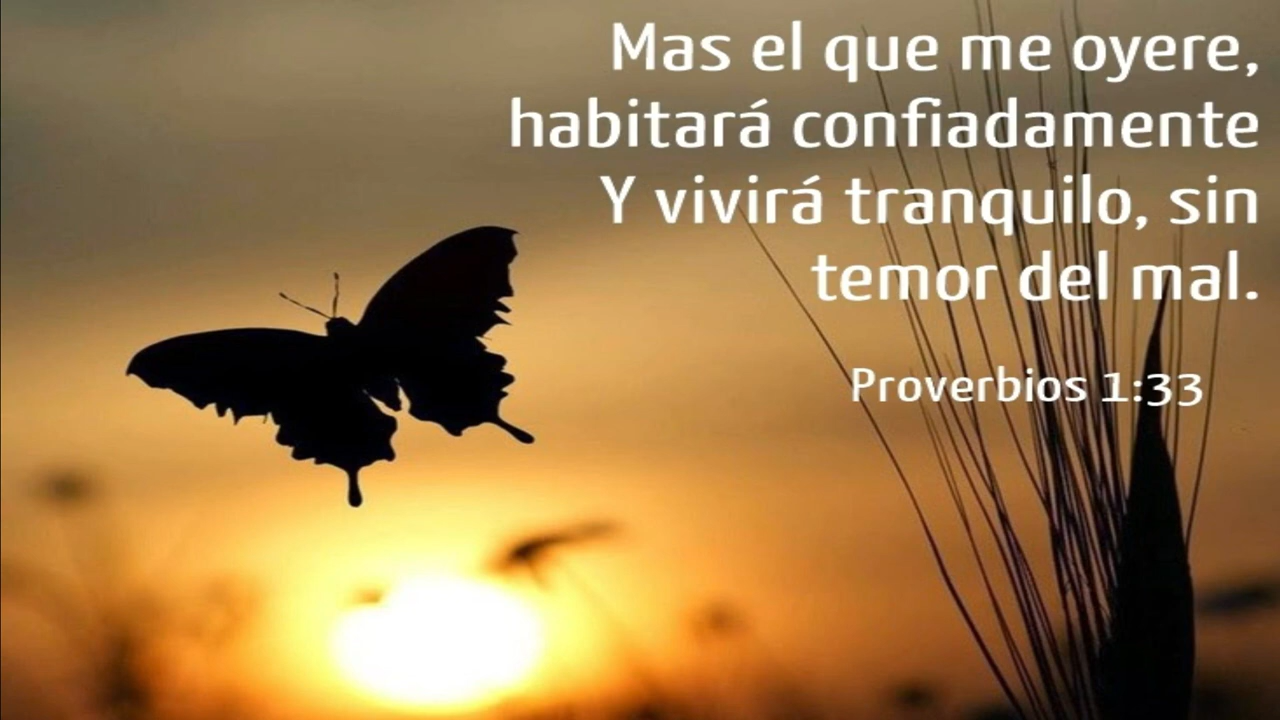 Mas el que me oyere,
habitará confiadamente
Y vivirá tranquilo, sin
temor del mal.
Proverbios 1:33